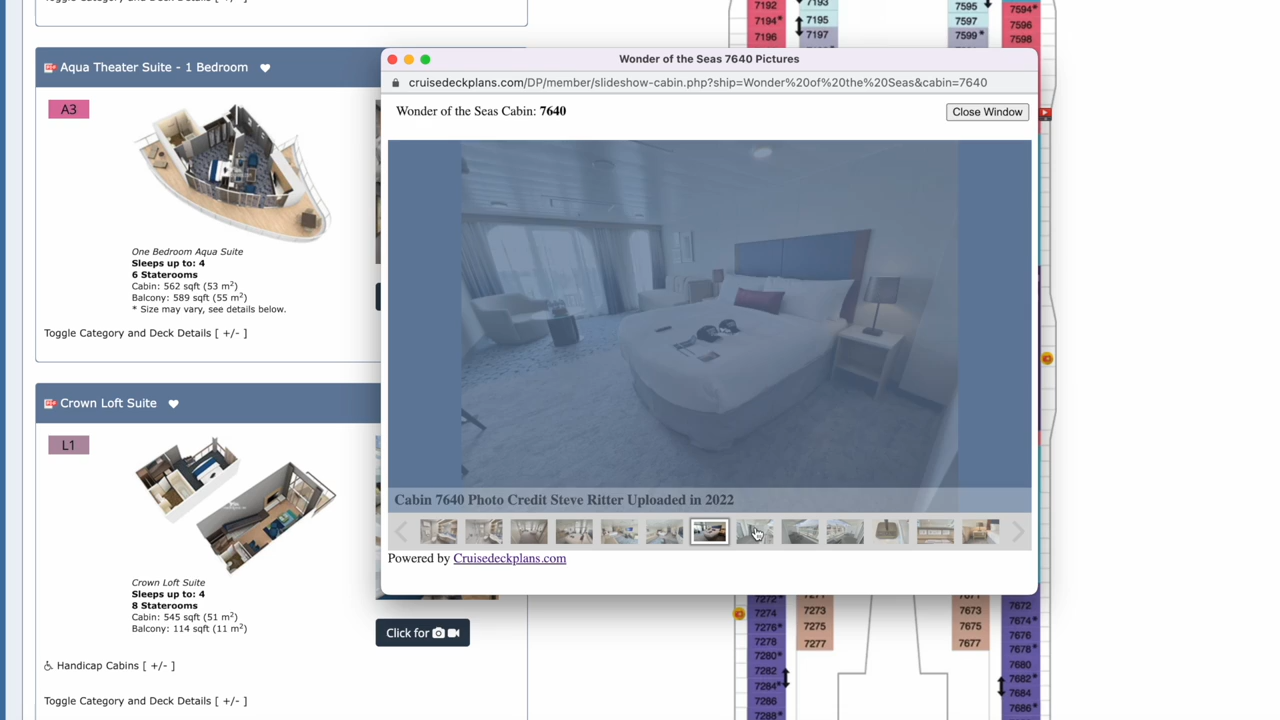 Toggle Category and Deck Details [ +/- ]
Aqua Theater Suite - 1 Bedroom
A3
One Bedroom Aqua Suite
Sleeps up to: 4
6 Staterooms
Cabin: 562 sqft (53 m2)
Balcony: 589 sqft (55 m2)
* Size may vary, see details below.
Toggle Category and Deck Details [ +/- ]
Crown Loft Suite
L1
Crown Loft Suite
Sleeps up to: 4
8 Staterooms
Cabin: 545 sqft (51 m2)
Balcony: 114 sqft (11 m2)
Click for
Handicap Cabins [ +/- ]
Toggle Category and Deck Details [ +/- ]
Wonder of the Seas 7640 Pictures
cruisedeckplans.com/DP/member/slideshow-cabin.php?ship=Wonder%20of%20the%20Seas&cabin=7640
Wonder of the Seas Cabin: 7640
Close Window
Cabin 7640 Photo Credit Steve Ritter Uploaded in 2022
Powered by Cruisedeckplans.com
7192
7194*
7196
7193
7195
7197
7595
7597
7599*
7594*
7596
7598
7272
7274
7276*
7278
7280*
7282
7284*
7286
7288*
7273
7275
7277
7673
7675
7677
7672
7674*
7676
7678*
7680
7682*
7684
7686*